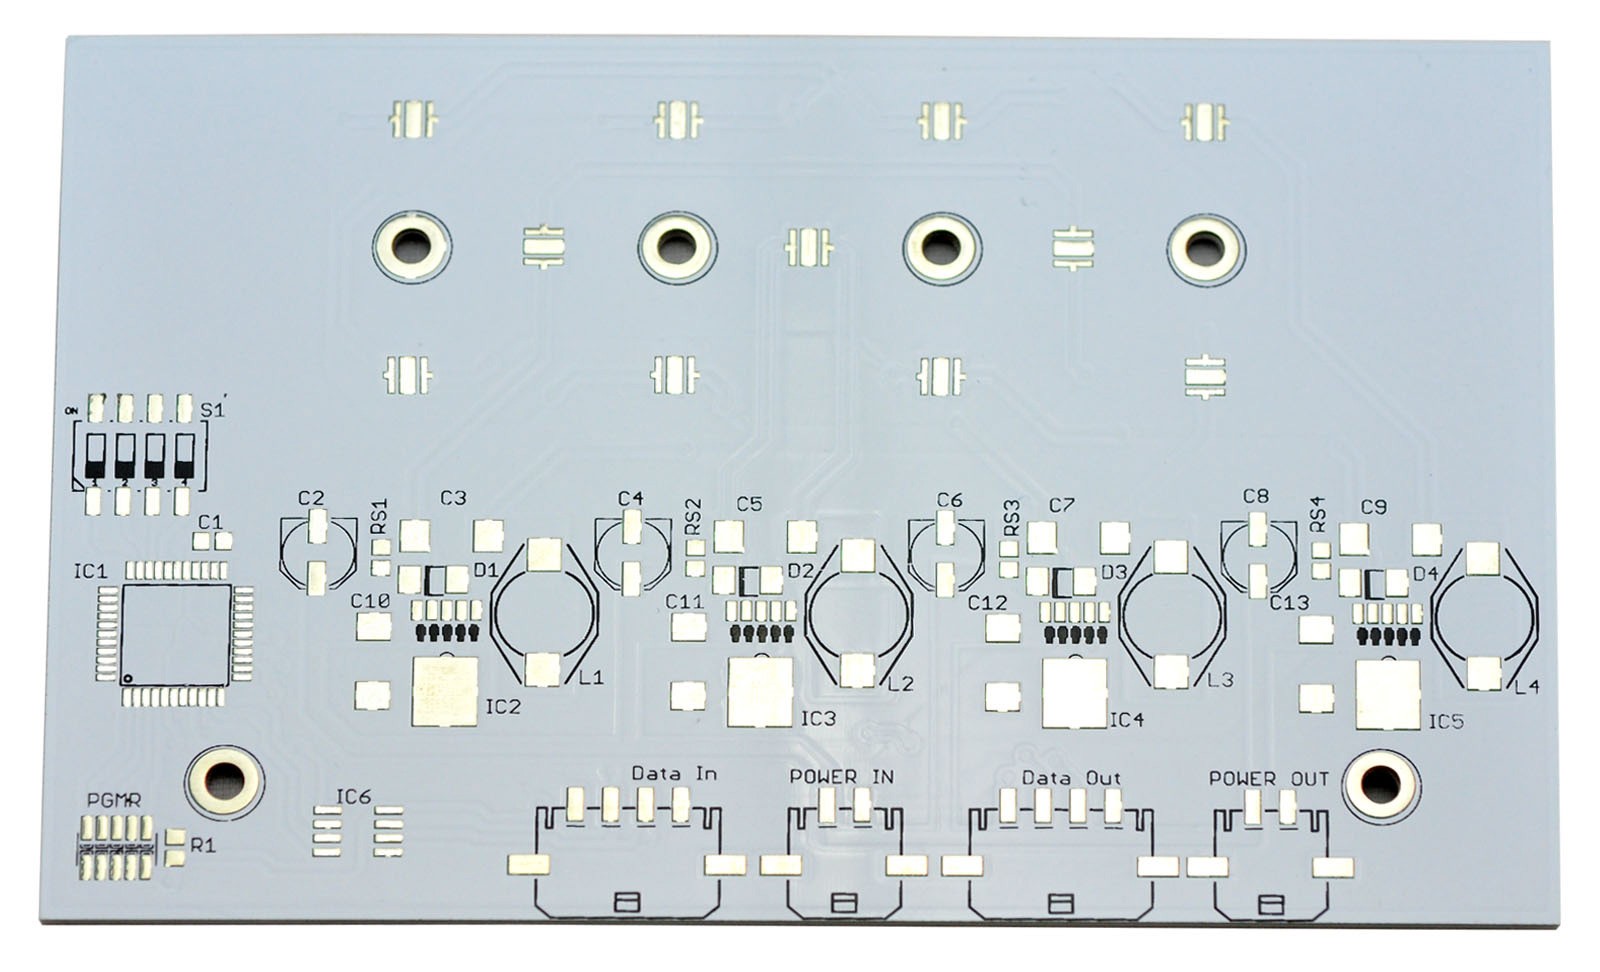 ON
S1
1 2 3 4
C1
IC1
C2
RS1
C3
C4
RS2
C5
C6
RS3
C7
C8
RS4
C9
D1
D2
D3
D4
C10
C11
C12
C13
L1
L2
L3
L4
IC2
IC3
IC4
IC5
Data In
POWER IN
Data Out
POWER OUT
PGMR
IC6
R1